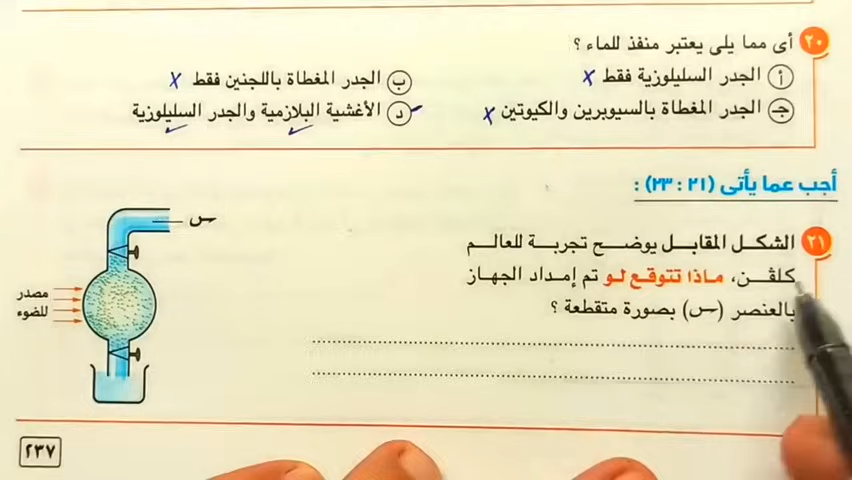 ٢٠ أى مما يلى يعتبر منفذ للماء ؟
أ الجدر السليلوزية فقط x
ب الجدر المغطاة باللجنين فقط x
جـ الجدر المغطاة بالسيوبرين والكيوتين x
د الأغشية البلازمية والجدر السليلوزية
أجب عما يأتى (٢١ : ٢٣) :
٢١ الشكل المقابل يوضح تجربة للعالم
كلڤن، ماذا تتوقع لو تم إمداد الجهاز
بالعنصر (س) بصورة متقطعة ؟
س
مصدر
للضوء
٢٣٧